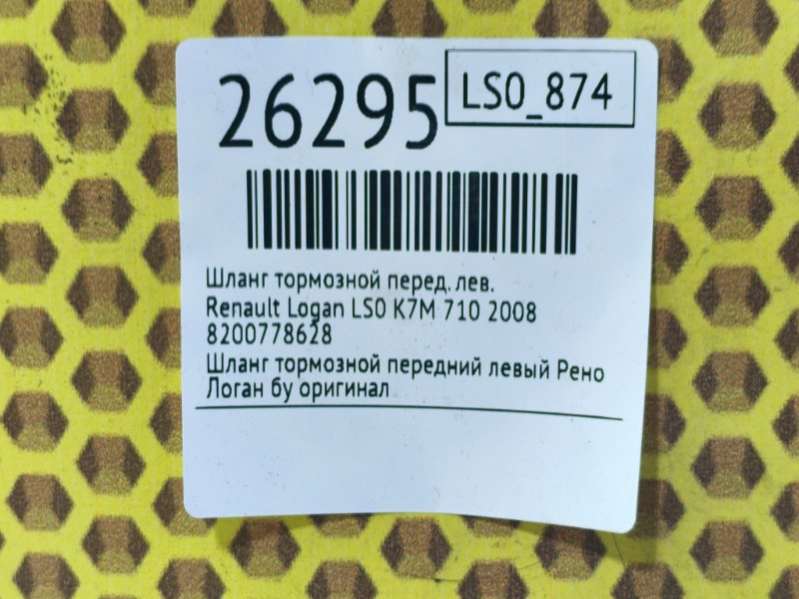 26295
LS0_874
Шланг тормозной перед. лев.
Renault Logan LS0 K7M 710 2008
8200778628
Шланг тормозной передний левый Рено
Логан бу оригинал